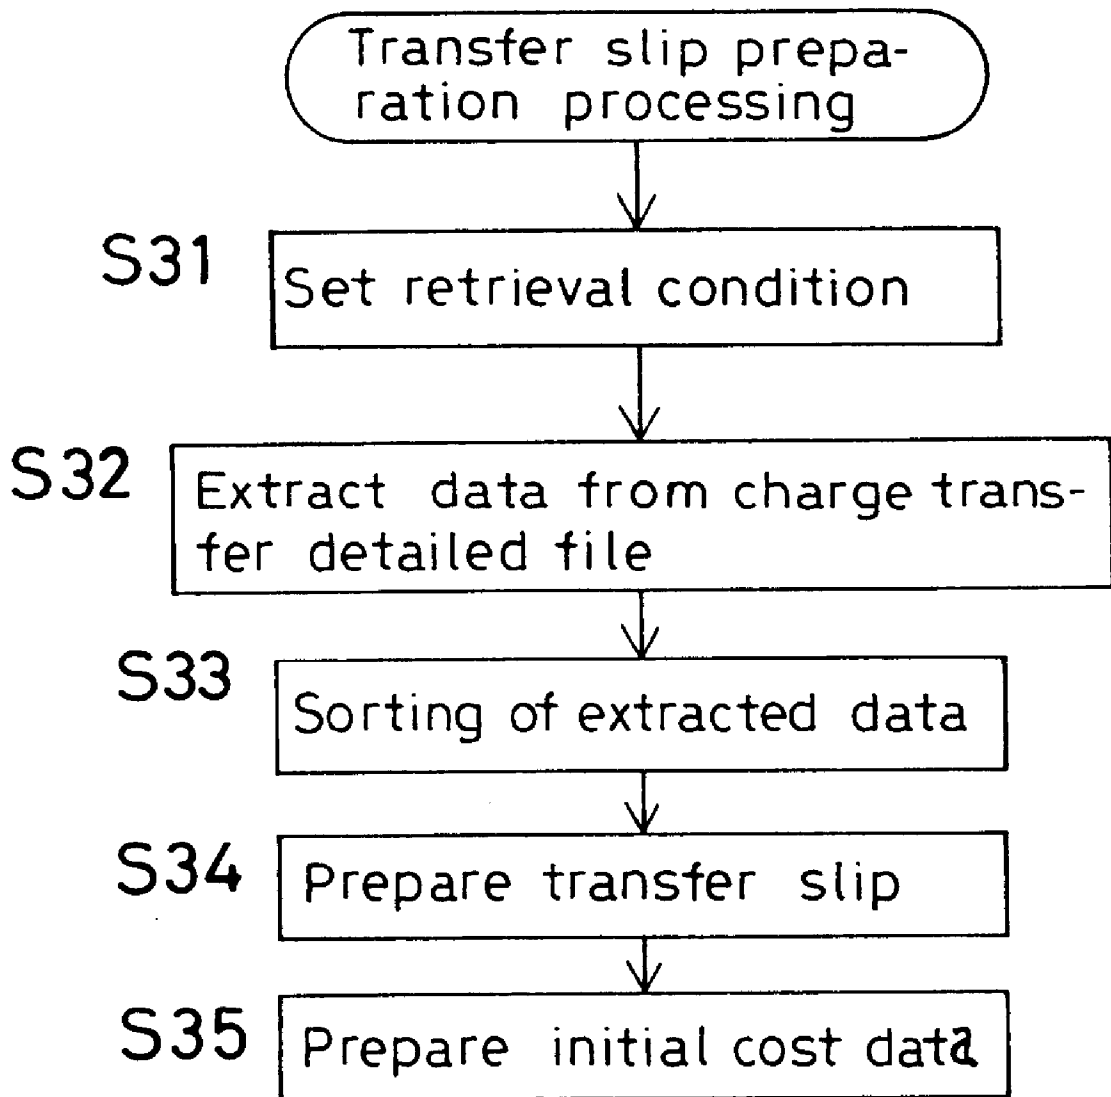 Transfer slip prepa-
ration processing
S31
Set retrieval condition
S32
Extract data from charge trans-
fer detailed file
S33
Sorting of extracted data
S34
Prepare transfer slip
S35
Prepare initial cost data